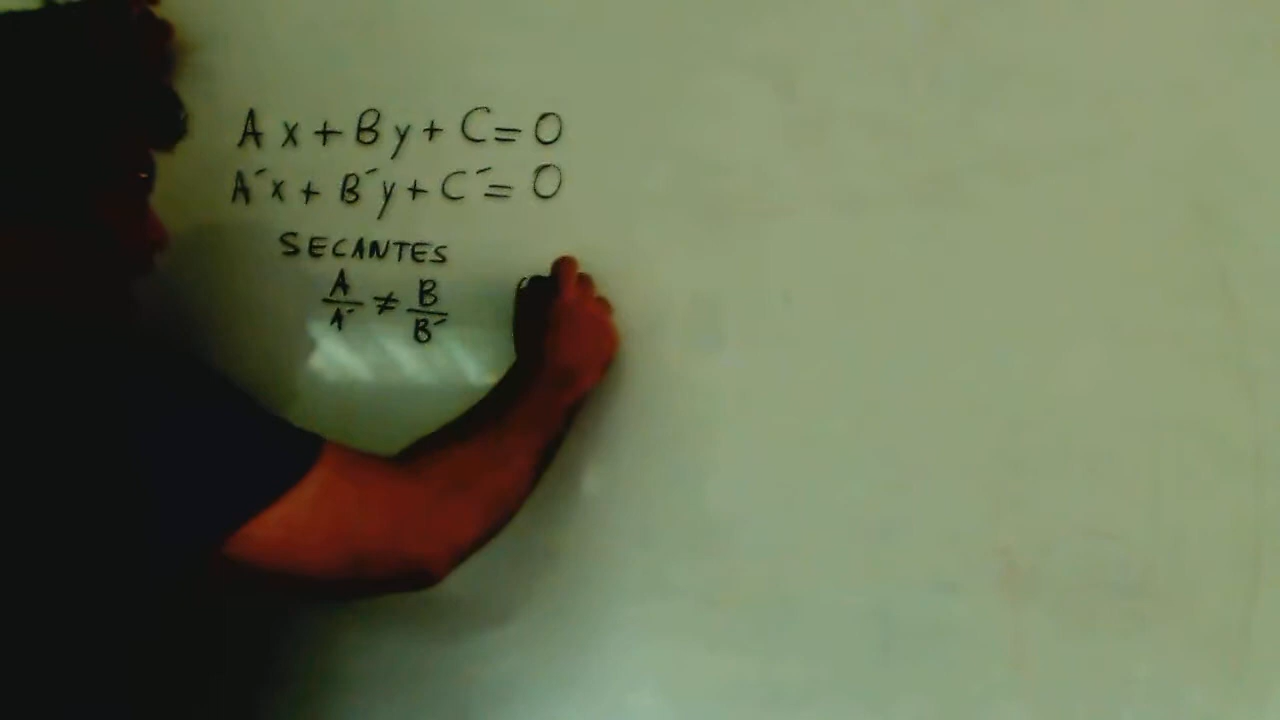 Ax+By+C=0
A´x+B´y+C´=0
SECANTES
A/A´ ≠ B/B´